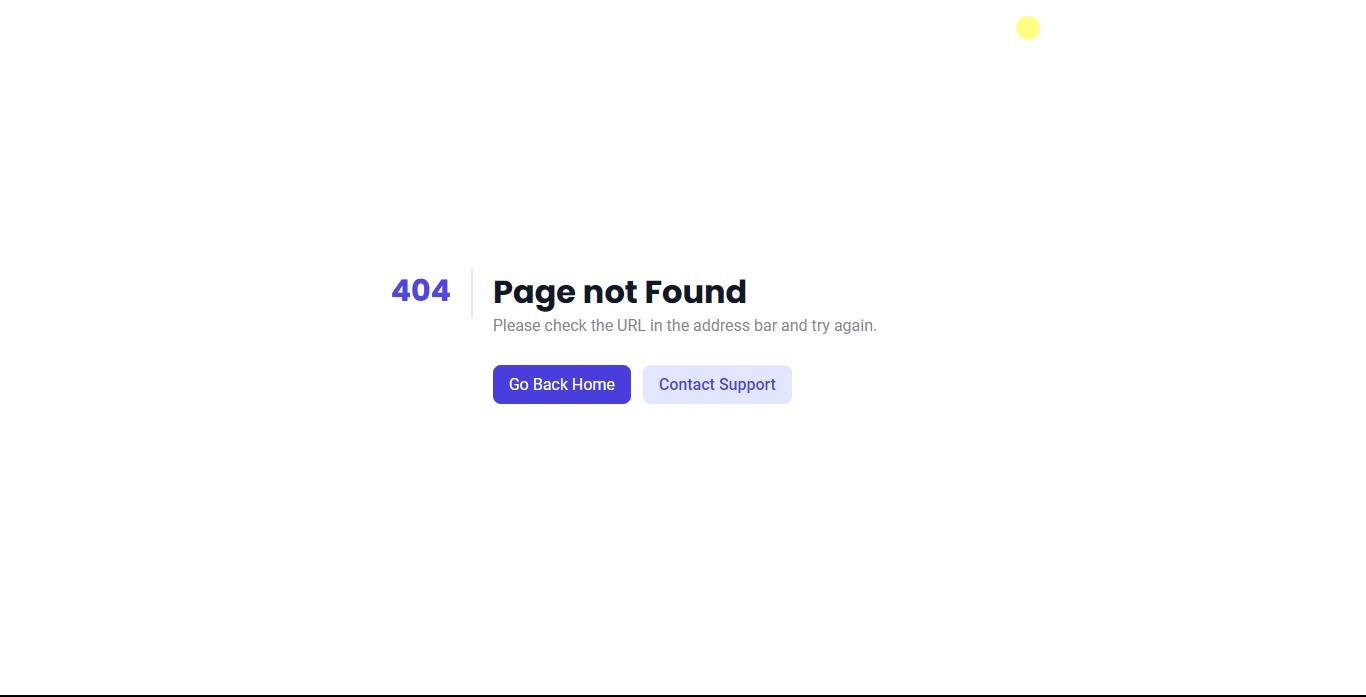 404
Page not Found
Please check the URL in the address bar and try again.
Go Back Home
Contact Support